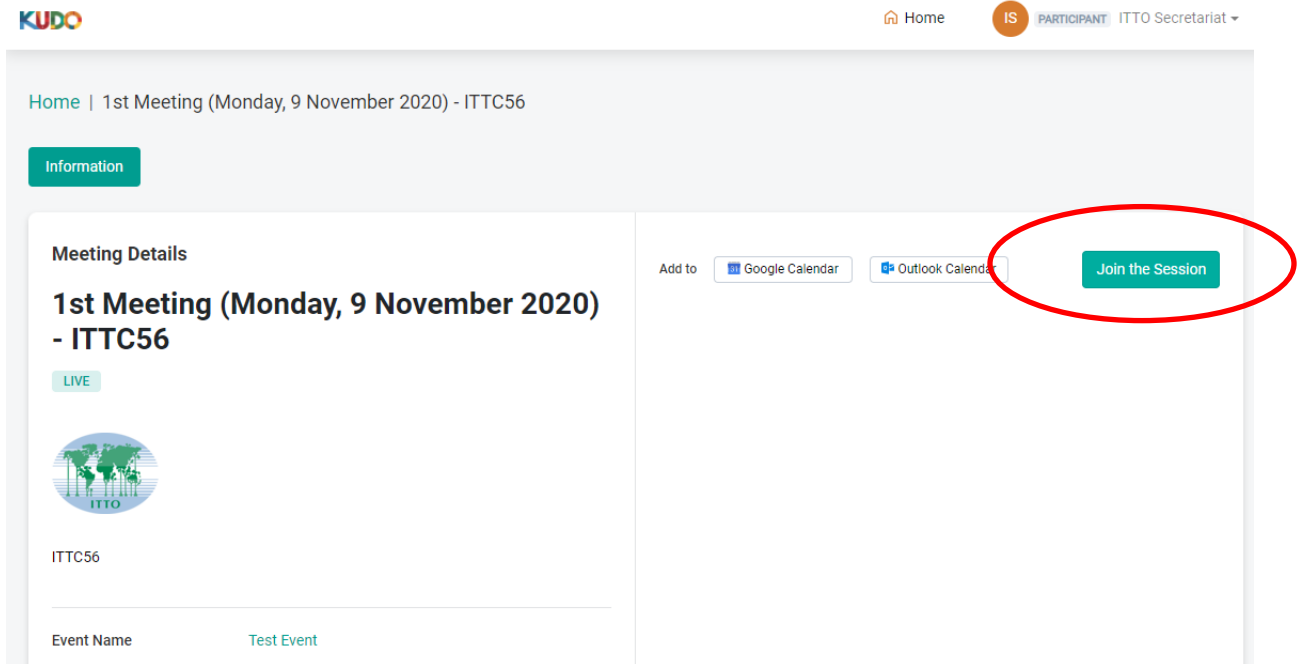 KUDO
Home
IS PARTICIPANT ITTO Secretariat
Home | 1st Meeting (Monday, 9 November 2020) - ITTC56
Information
Meeting Details
Add to
31 Google Calendar
Outlook Calendar
Join the Session
1st Meeting (Monday, 9 November 2020)
- ITTC56
LIVE
ITTO
ITTC56
Event Name
Test Event